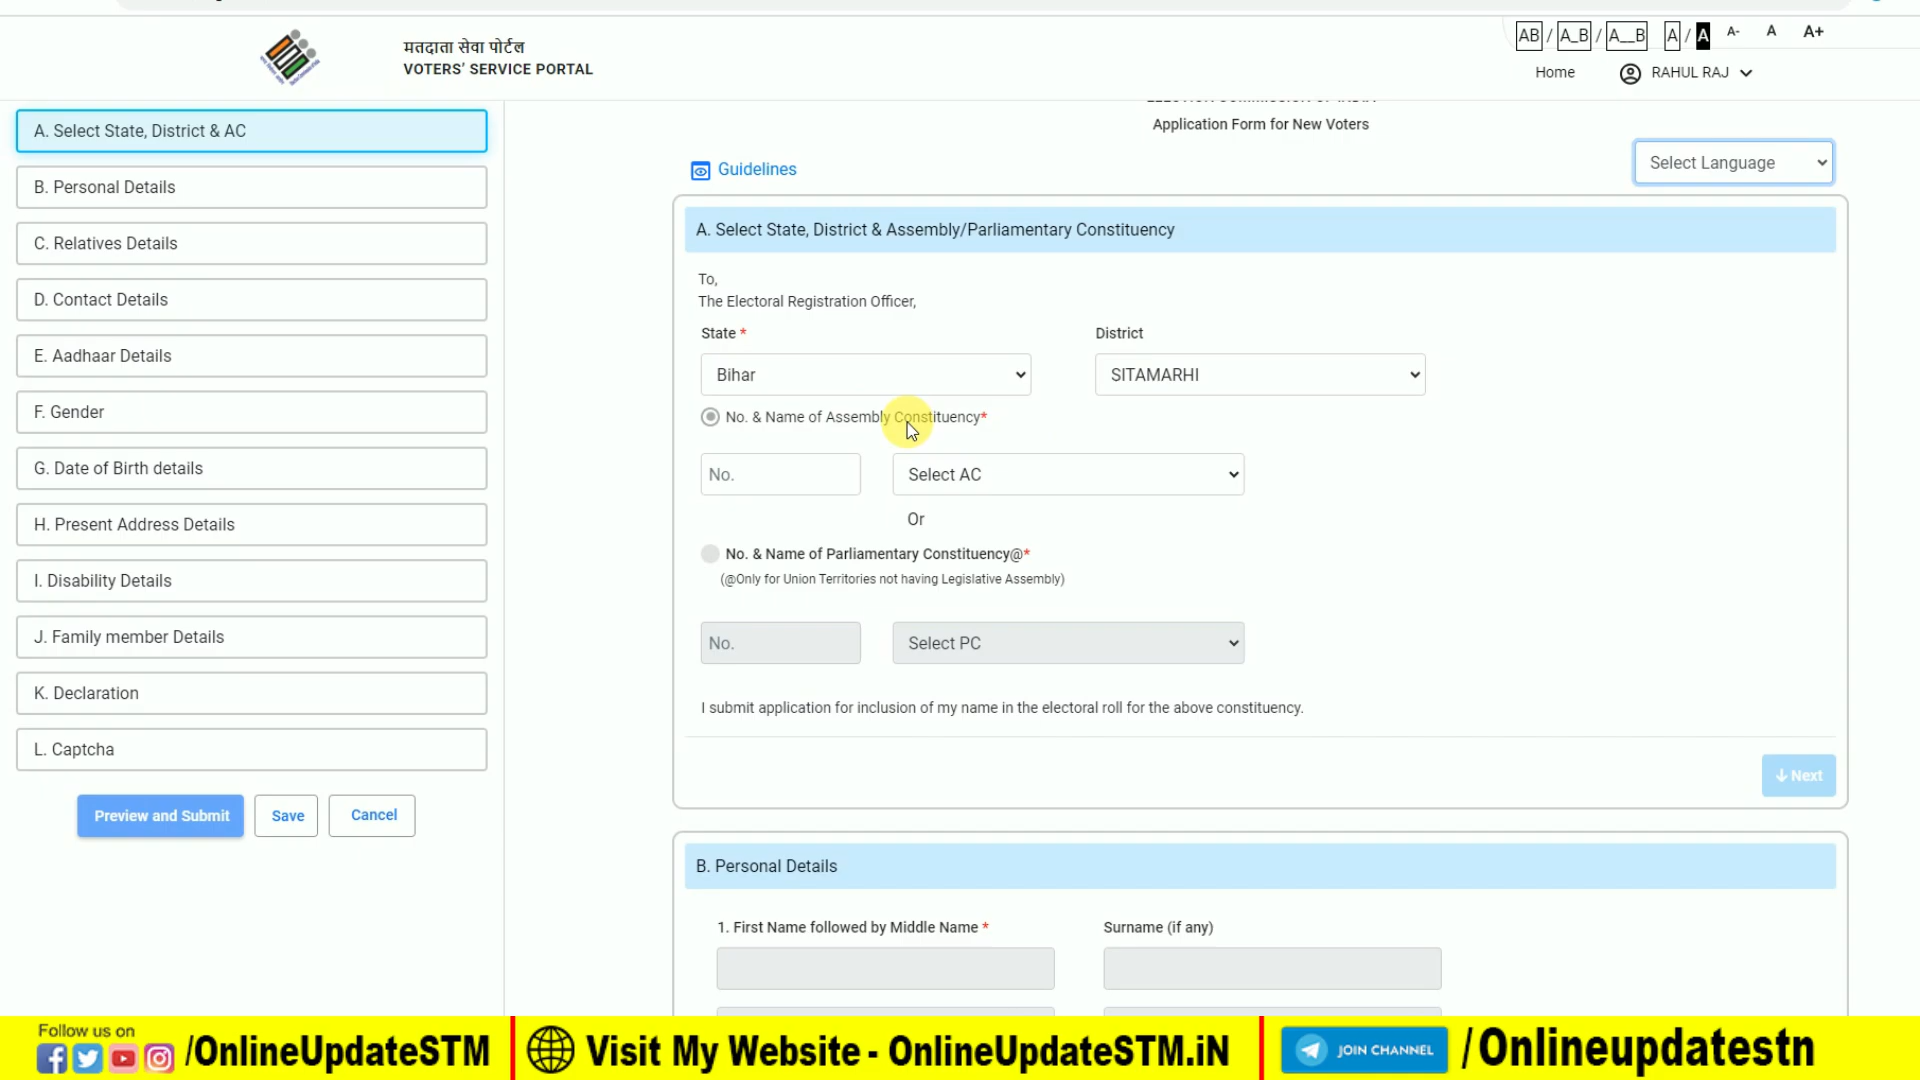 मतदाता सेवा पोर्टल
VOTERS' SERVICE PORTAL
AB / A_B / A__B A / A A- A A+
Home RAHUL RAJ
A. Select State, District & AC
B. Personal Details
C. Relatives Details
D. Contact Details
E. Aadhaar Details
F. Gender
G. Date of Birth details
H. Present Address Details
I. Disability Details
J. Family member Details
K. Declaration
L. Captcha
Preview and Submit Save Cancel
Application Form for New Voters
Guidelines
Select Language
A. Select State, District & Assembly/Parliamentary Constituency
To,
The Electoral Registration Officer,
State * District
Bihar SITAMARHI
No. & Name of Assembly Constituency*
No. Select AC
Or
No. & Name of Parliamentary Constituency@*
(@Only for Union Territories not having Legislative Assembly)
No. Select PC
I submit application for inclusion of my name in the electoral roll for the above constituency.
Next
B. Personal Details
1. First Name followed by Middle Name * Surname (if any)
Follow us on
/OnlineUpdateSTM
Visit My Website - OnlineUpdateSTM.iN
JOIN CHANNEL
/Onlineupdatestn